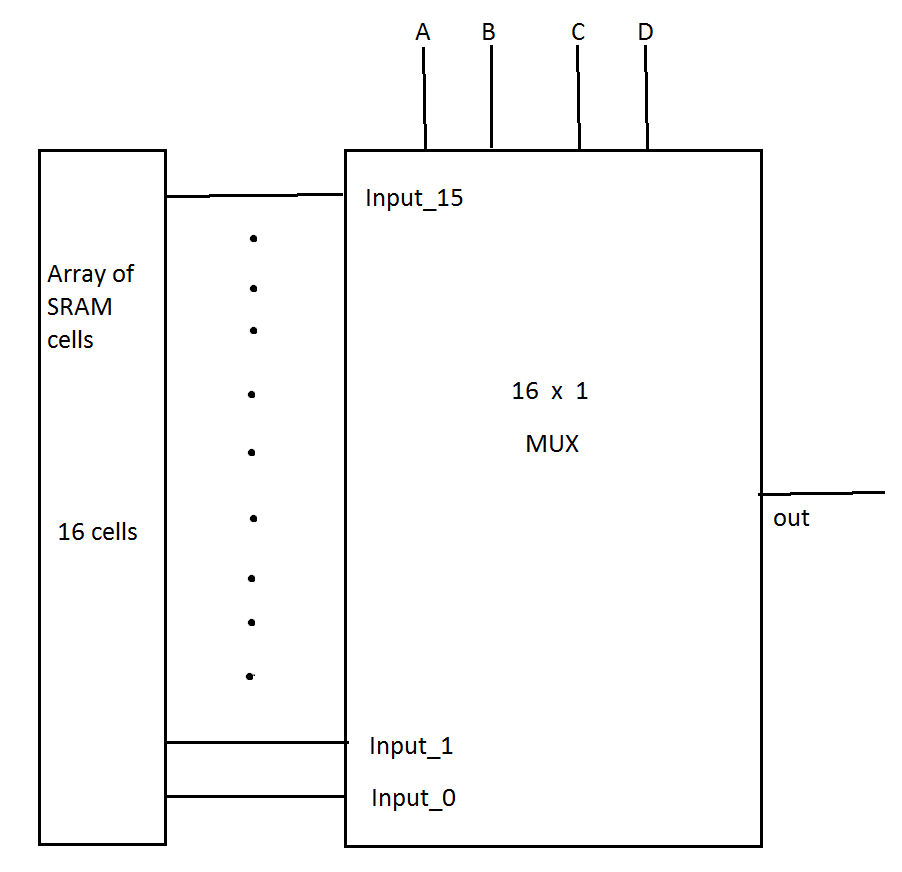 A B C D
Input_15
Array of
SRAM
cells
16 x 1
MUX
out
16 cells
Input_1
Input_0